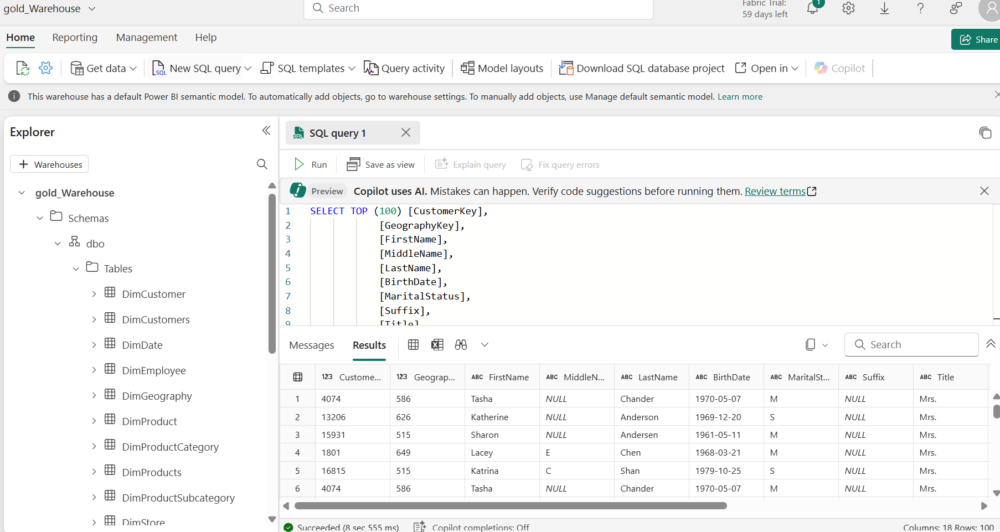 gold_Warehouse
Search
Fabric Trial:
59 days left
1
Home Reporting Management Help
Share
Get data
New SQL query
SQL templates
Query activity
Model layouts
Download SQL database project
Open in
Copilot
This warehouse has a default Power BI semantic model. To automatically add objects, go to warehouse settings. To manually add objects, use Manage default semantic model. Learn more
Explorer
+ Warehouses
gold_Warehouse
Schemas
dbo
Tables
DimCustomer
DimCustomers
DimDate
DimEmployee
DimGeography
DimProduct
DimProductCategory
DimProducts
DimProductSubcategory
DimStore
SQL query 1
Run
Save as view
Explain query
Fix query errors
Preview Copilot uses AI. Mistakes can happen. Verify code suggestions before running them. Review terms
1 SELECT TOP (100) [CustomerKey],
2 [GeographyKey],
3 [FirstName],
4 [MiddleName],
5 [LastName],
6 [BirthDate],
7 [MaritalStatus],
8 [Suffix],
9 [Title]
Messages Results
Search
123 Custome... 123 Geograp... ABC FirstName ABC MiddleN... ABC LastName ABC BirthDate ABC MaritalSt... ABC Suffix ABC Title
1 4074 586 Tasha NULL Chander 1970-05-07 M NULL Mrs.
2 13206 626 Katherine NULL Anderson 1969-12-20 S NULL Mrs.
3 15931 515 Sharon NULL Andersen 1961-05-11 M NULL Mrs.
4 1801 649 Lacey E Chen 1968-03-21 M NULL Mrs.
5 16815 515 Katrina C Shan 1979-10-25 S NULL Mrs.
6 4074 586 Tasha NULL Chander 1970-05-07 M NULL Mrs.
Succeeded (8 sec 555 ms)
Copilot completions: Off
Columns: 18 Rows: 100